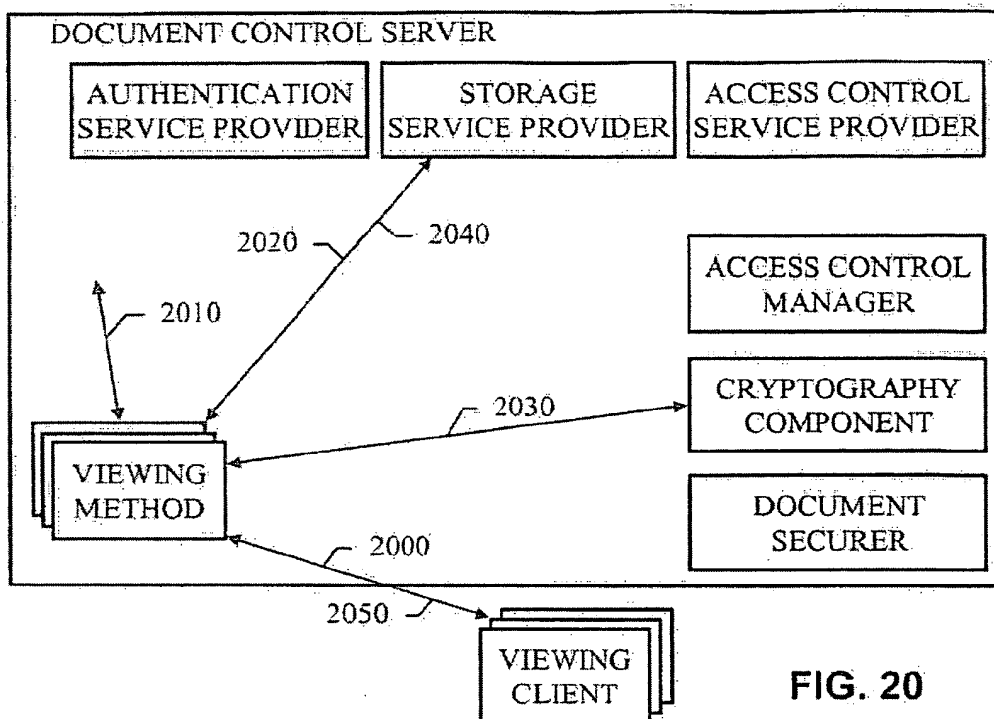 DOCUMENT CONTROL SERVER
AUTHENTICATION
SERVICE PROVIDER
STORAGE
SERVICE PROVIDER
ACCESS CONTROL
SERVICE PROVIDER
2020
2040
ACCESS CONTROL
MANAGER
2010
CRYPTOGRAPHY
COMPONENT
2030
VIEWING
METHOD
DOCUMENT
SECURER
2000
2050
VIEWING
CLIENT
FIG. 20